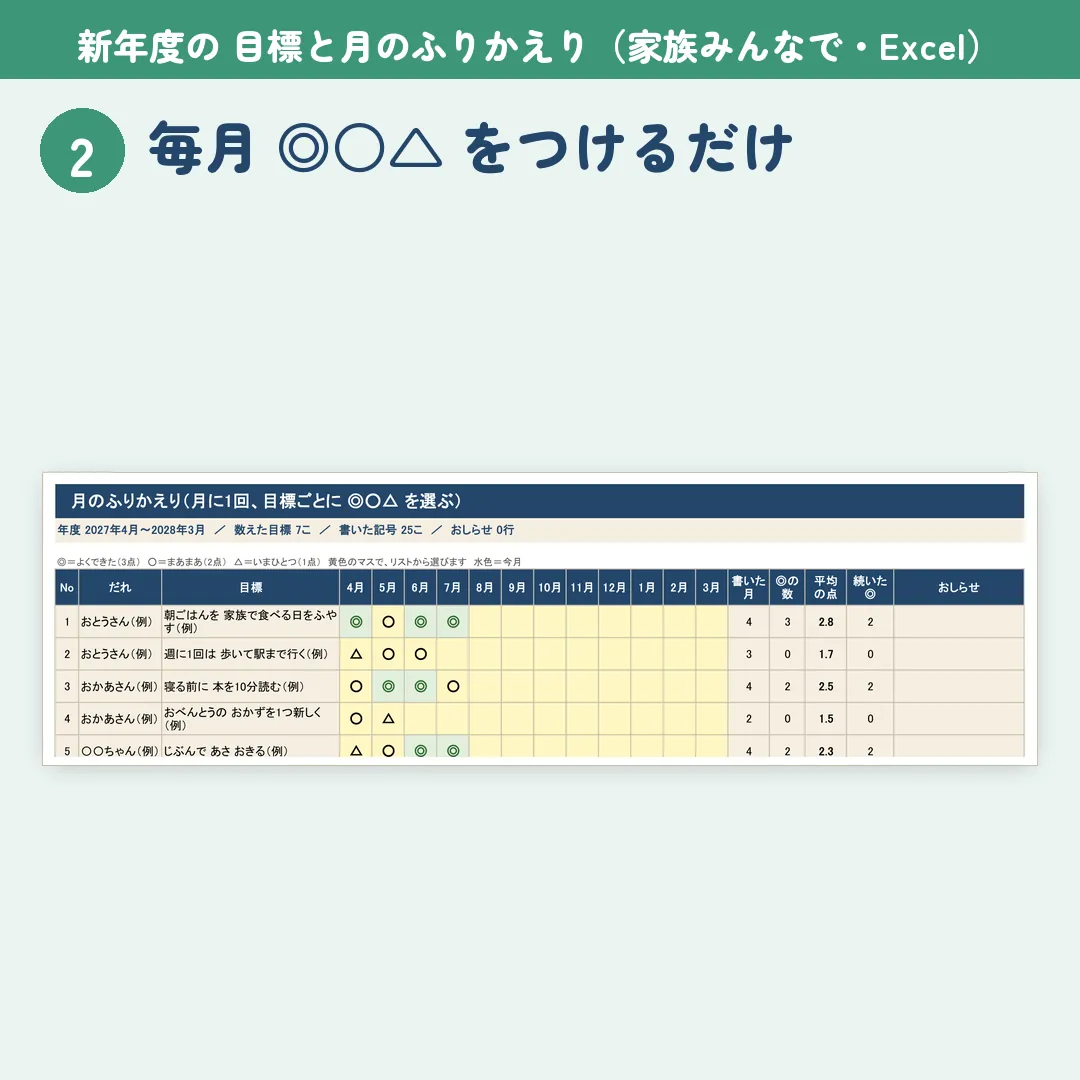 新年度の 目標と月のふりかえり（家族みんなで・Excel）
2 毎月 ◎○△ をつけるだけ
月のふりかえり(月に1回、目標ごとに ◎○△ を選ぶ)
年度 2027年4月～2028年3月 ／ 数えた目標 7こ ／ 書いた記号 25こ ／ おしらせ 0行
◎＝よくできた(3点) ○＝まあまあ(2点) △＝いまひとつ(1点) 黄色のマスで、リストから選びます 水色＝今月
No だれ 目標 4月 5月 6月 7月 8月 9月 10月 11月 12月 1月 2月 3月 書いた月 ◎の数 平均の点 続いた◎ おしらせ
1 おとうさん(例) 朝ごはんを 家族で食べる日をふやす(例) ◎ ○ ◎ ◎ 4 3 2.8 2
2 おとうさん(例) 週に1回は 歩いて駅まで行く(例) △ ○ ○ 3 0 1.7 0
3 おかあさん(例) 寝る前に 本を10分読む(例) ○ ◎ ◎ ○ 4 2 2.5 2
4 おかあさん(例) おべんとうの おかずを1つ新しく(例) ○ △ 2 0 1.5 0
5 ○○ちゃん(例) じぶんで あさ おきる(例) △ ○ ◎ ◎ 4 2 2.3 2